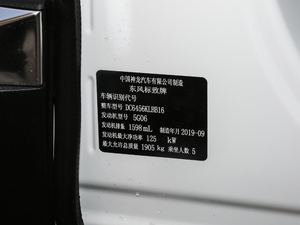 中国神龙汽车有限公司制造
东风标致牌
车辆识别代号
整车型号 DC6456KLBB16
发动机型号 5G06
发动机排量 1598 mL 制造年月 2019-09
发动机最大净功率 125 kW
最大允许总质量 1905 kg 乘坐人数 5